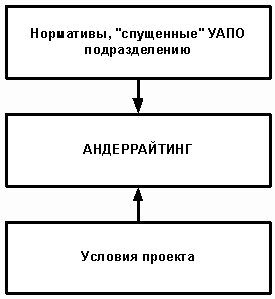 Нормативы, "спущенные" УАПО
подразделению
АНДЕРРАЙТИНГ
Условия проекта